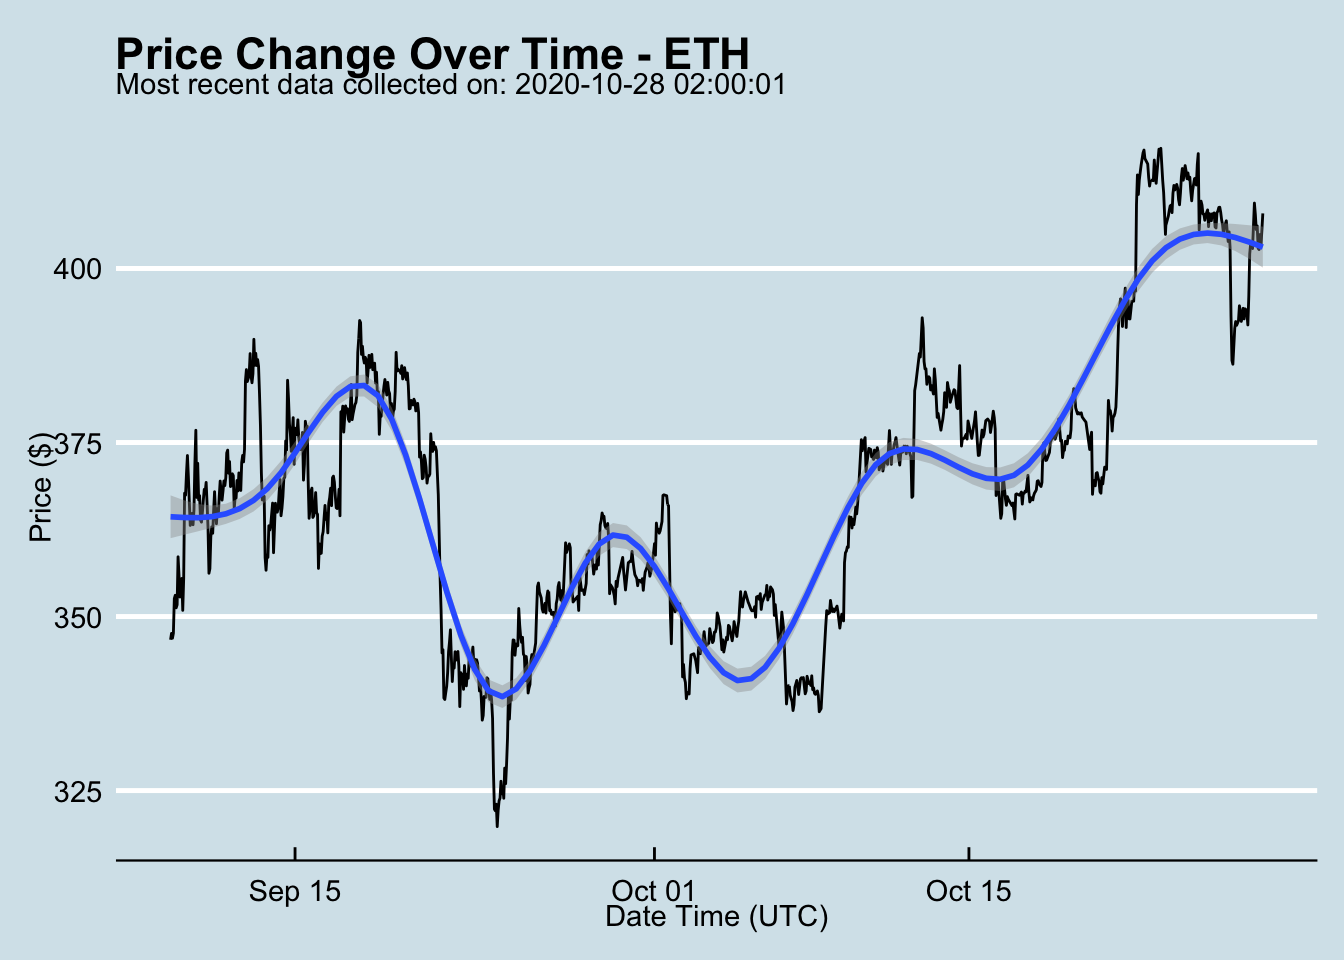 Price Change Over Time - ETH
Most recent data collected on: 2020-10-28 02:00:01
400
375
350
325
Price ($)
Sep 15
Oct 01
Oct 15
Date Time (UTC)